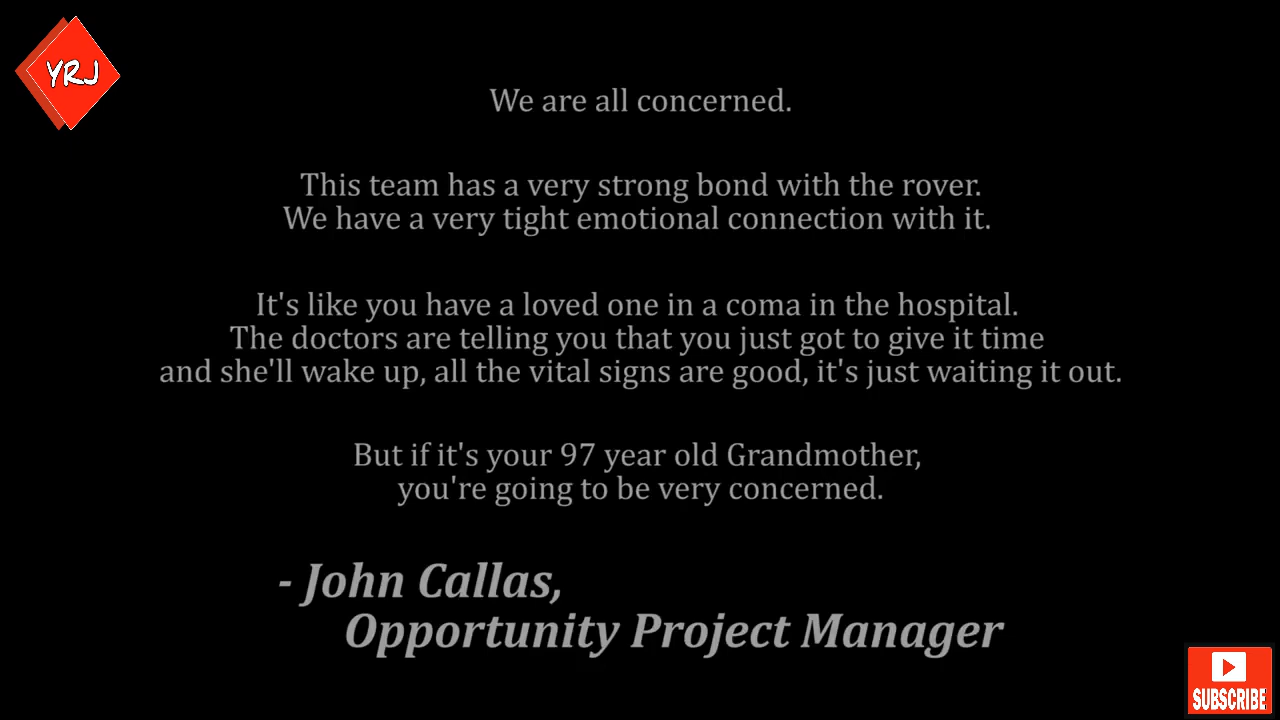 YRJ
We are all concerned.
This team has a very strong bond with the rover.
We have a very tight emotional connection with it.
It's like you have a loved one in a coma in the hospital.
The doctors are telling you that you just got to give it time
and she'll wake up, all the vital signs are good, it's just waiting it out.
But if it's your 97 year old Grandmother,
you're going to be very concerned.
- John Callas,
Opportunity Project Manager
SUBSCRIBE